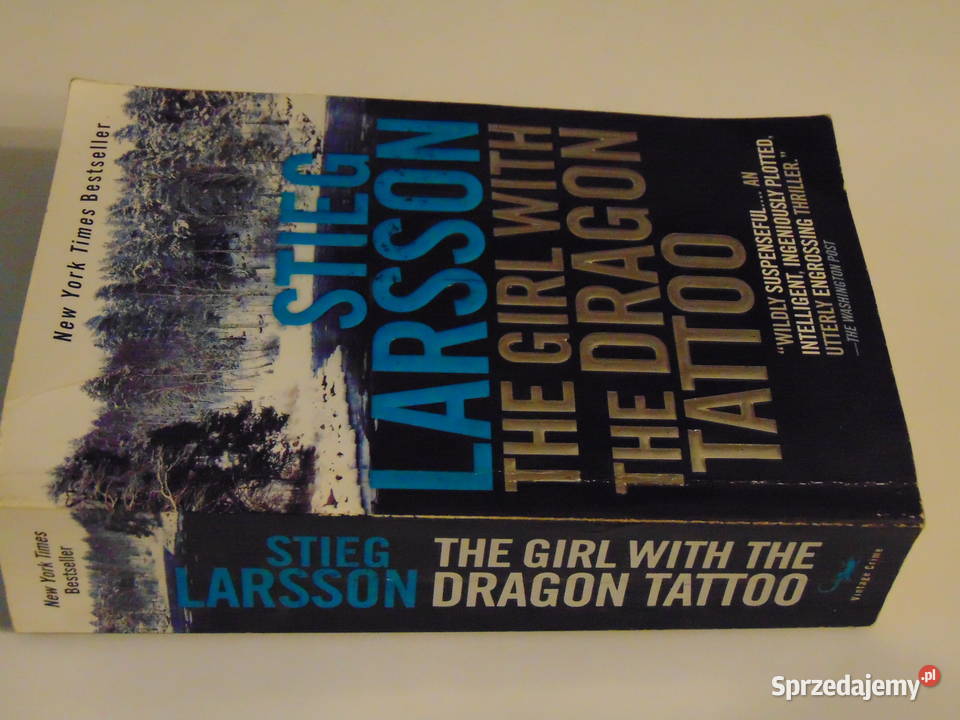 New York Times Bestseller
STIEG
LARSSON
THE GIRL WITH
THE DRAGON
TATTOO
"WILDLY SUSPENSEFUL.... AN
INTELLIGENT, INGENIOUSLY PLOTTED,
UTTERLY ENGROSSING THRILLER."
—THE WASHINGTON POST
New York Times
Bestseller
STIEG
LARSSON
THE GIRL WITH THE
DRAGON TATTOO
Vintage Crime
Sprzedajemy.pl